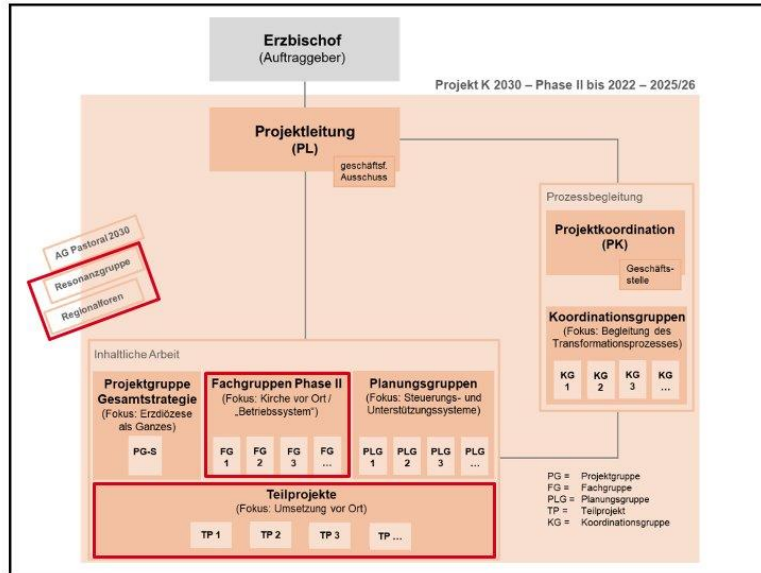 Erzbischof
(Auftraggeber)
Projekt K 2030 – Phase II bis 2022 – 2025/26
Projektleitung
(PL)
geschäftsf.
Ausschuss
Prozessbegleitung
Projektkoordination
(PK)
Geschäfts-
stelle
AG Pastoral 2030
Resonanzgruppe
Regionalforen
Koordinationsgruppen
(Fokus: Begleitung des
Transformationsprozesses)
KG
1
KG
2
KG
3
KG
...
Inhaltliche Arbeit
Projektgruppe
Gesamtstrategie
(Fokus: Erzdiözese
als Ganzes)
PG-S
Fachgruppen Phase II
(Fokus: Kirche vor Ort /
„Betriebssystem“)
FG
1
FG
2
FG
3
FG
...
Planungsgruppen
(Fokus: Steuerungs- und
Unterstützungssysteme)
PLG
1
PLG
2
PLG
3
PLG
...
Teilprojekte
(Fokus: Umsetzung vor Ort)
TP 1
TP 2
TP 3
TP ...
PG = Projektgruppe
FG = Fachgruppe
PLG = Planungsgruppe
TP = Teilprojekt
KG = Koordinationsgruppe